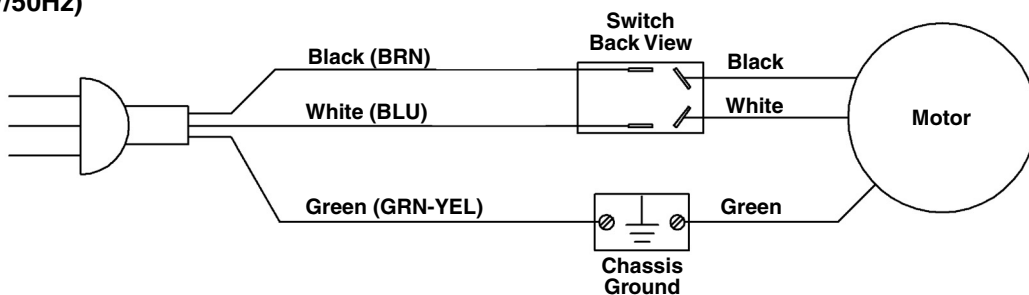 /50Hz)
Switch
Back View
Black (BRN)
Black
White (BLU)
White
Motor
Green (GRN-YEL)
Green
Chassis
Ground